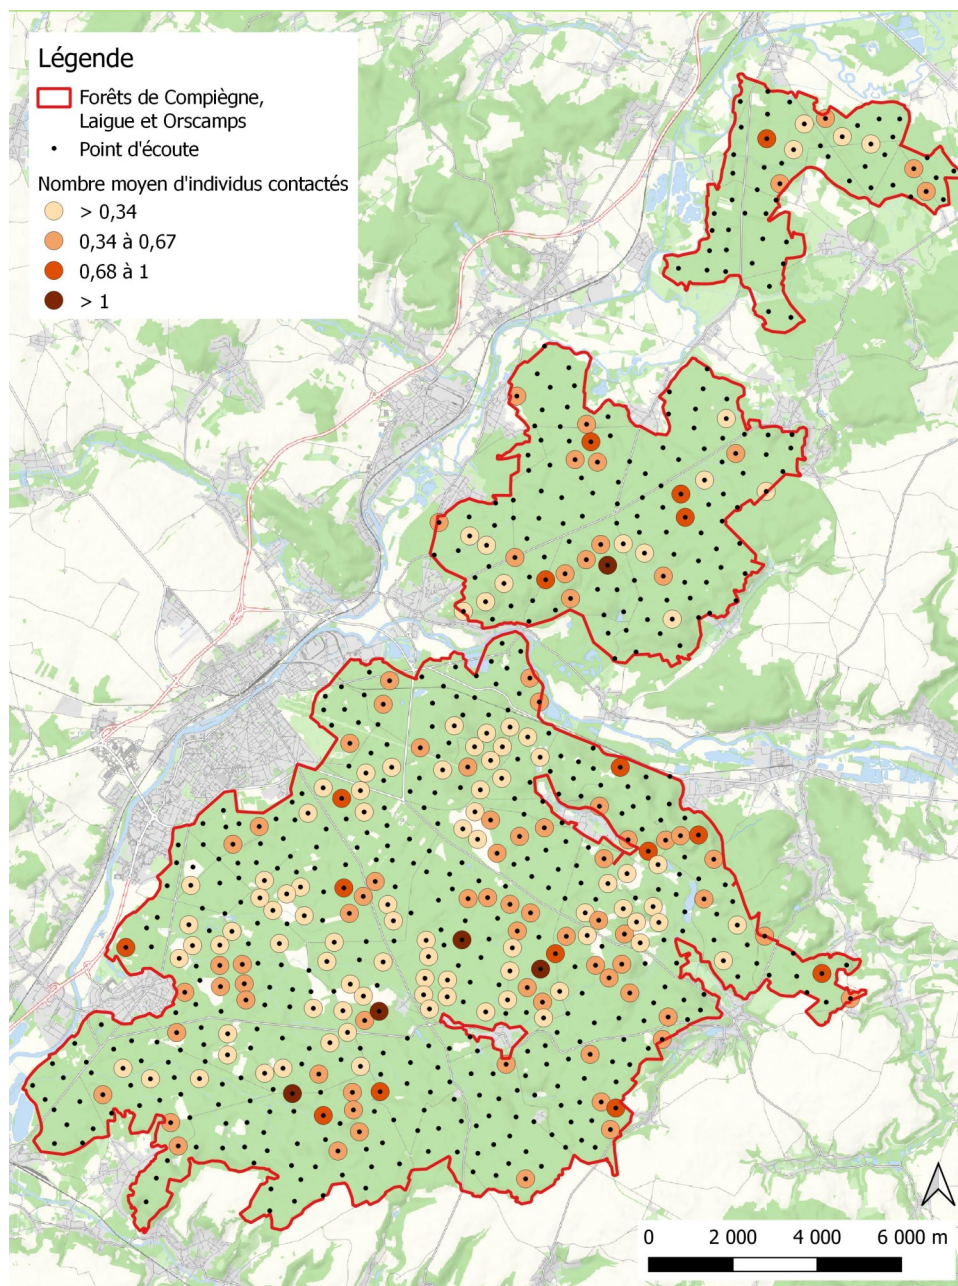 Légende
Forêts de Compiègne,
Laigue et Orscamps
Point d'écoute
Nombre moyen d'individus contactés
> 0,34
0,34 à 0,67
0,68 à 1
> 1
0 2 000 4 000 6 000 m